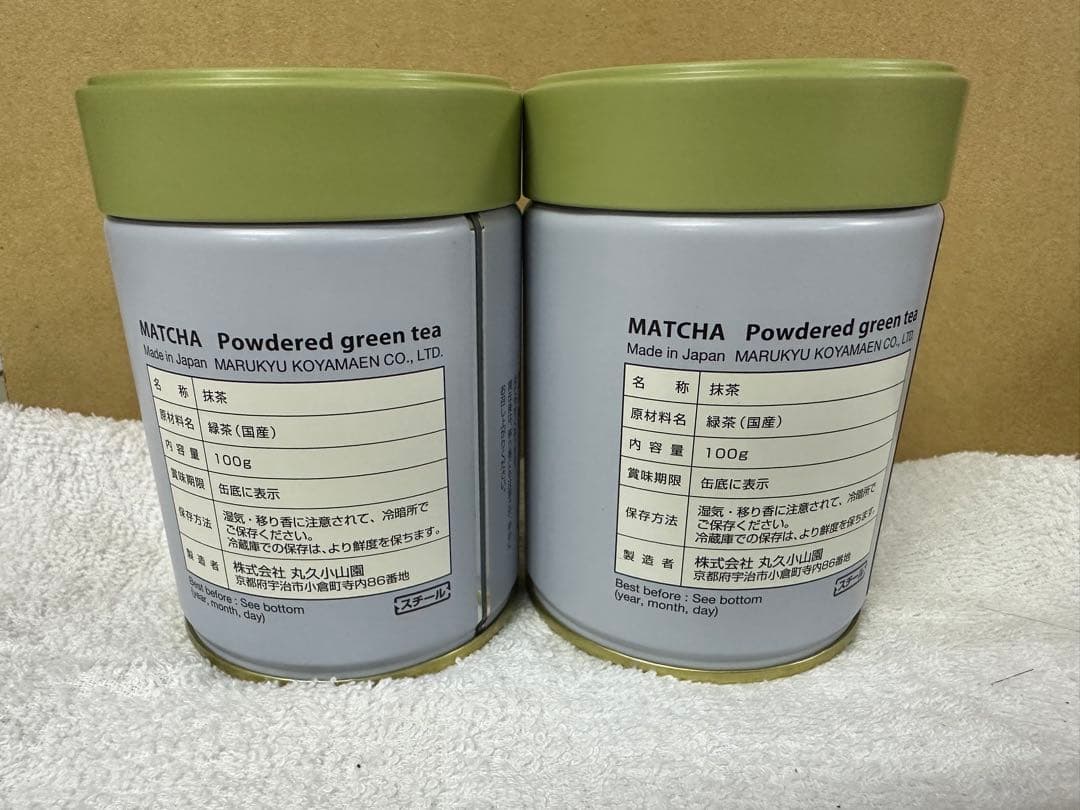 MATCHA Powdered green tea
Made in Japan MARUKYU KOYAMAEN CO., LTD.
名称 抹茶
原材料名 緑茶(国産)
内容量 100g
賞味期限 缶底に表示
保存方法 湿気・移り香に注意されて、冷暗所で
ご保存ください。
冷蔵庫での保存は、より鮮度を保ちます。
製造者 株式会社 丸久小山園
京都府宇治市小倉町寺内86番地
Best before : See bottom
(year, month, day)
スチール
MATCHA Powdered green tea
Made in Japan MARUKYU KOYAMAEN CO., LTD.
名称 抹茶
原材料名 緑茶(国産)
内容量 100g
賞味期限 缶底に表示
保存方法 湿気・移り香に注意されて、冷暗所で
ご保存ください。
冷蔵庫での保存は、より鮮度を保ちます。
製造者 株式会社 丸久小山園
京都府宇治市小倉町寺内86番地
Best before : See bottom
(year, month, day)
スチール